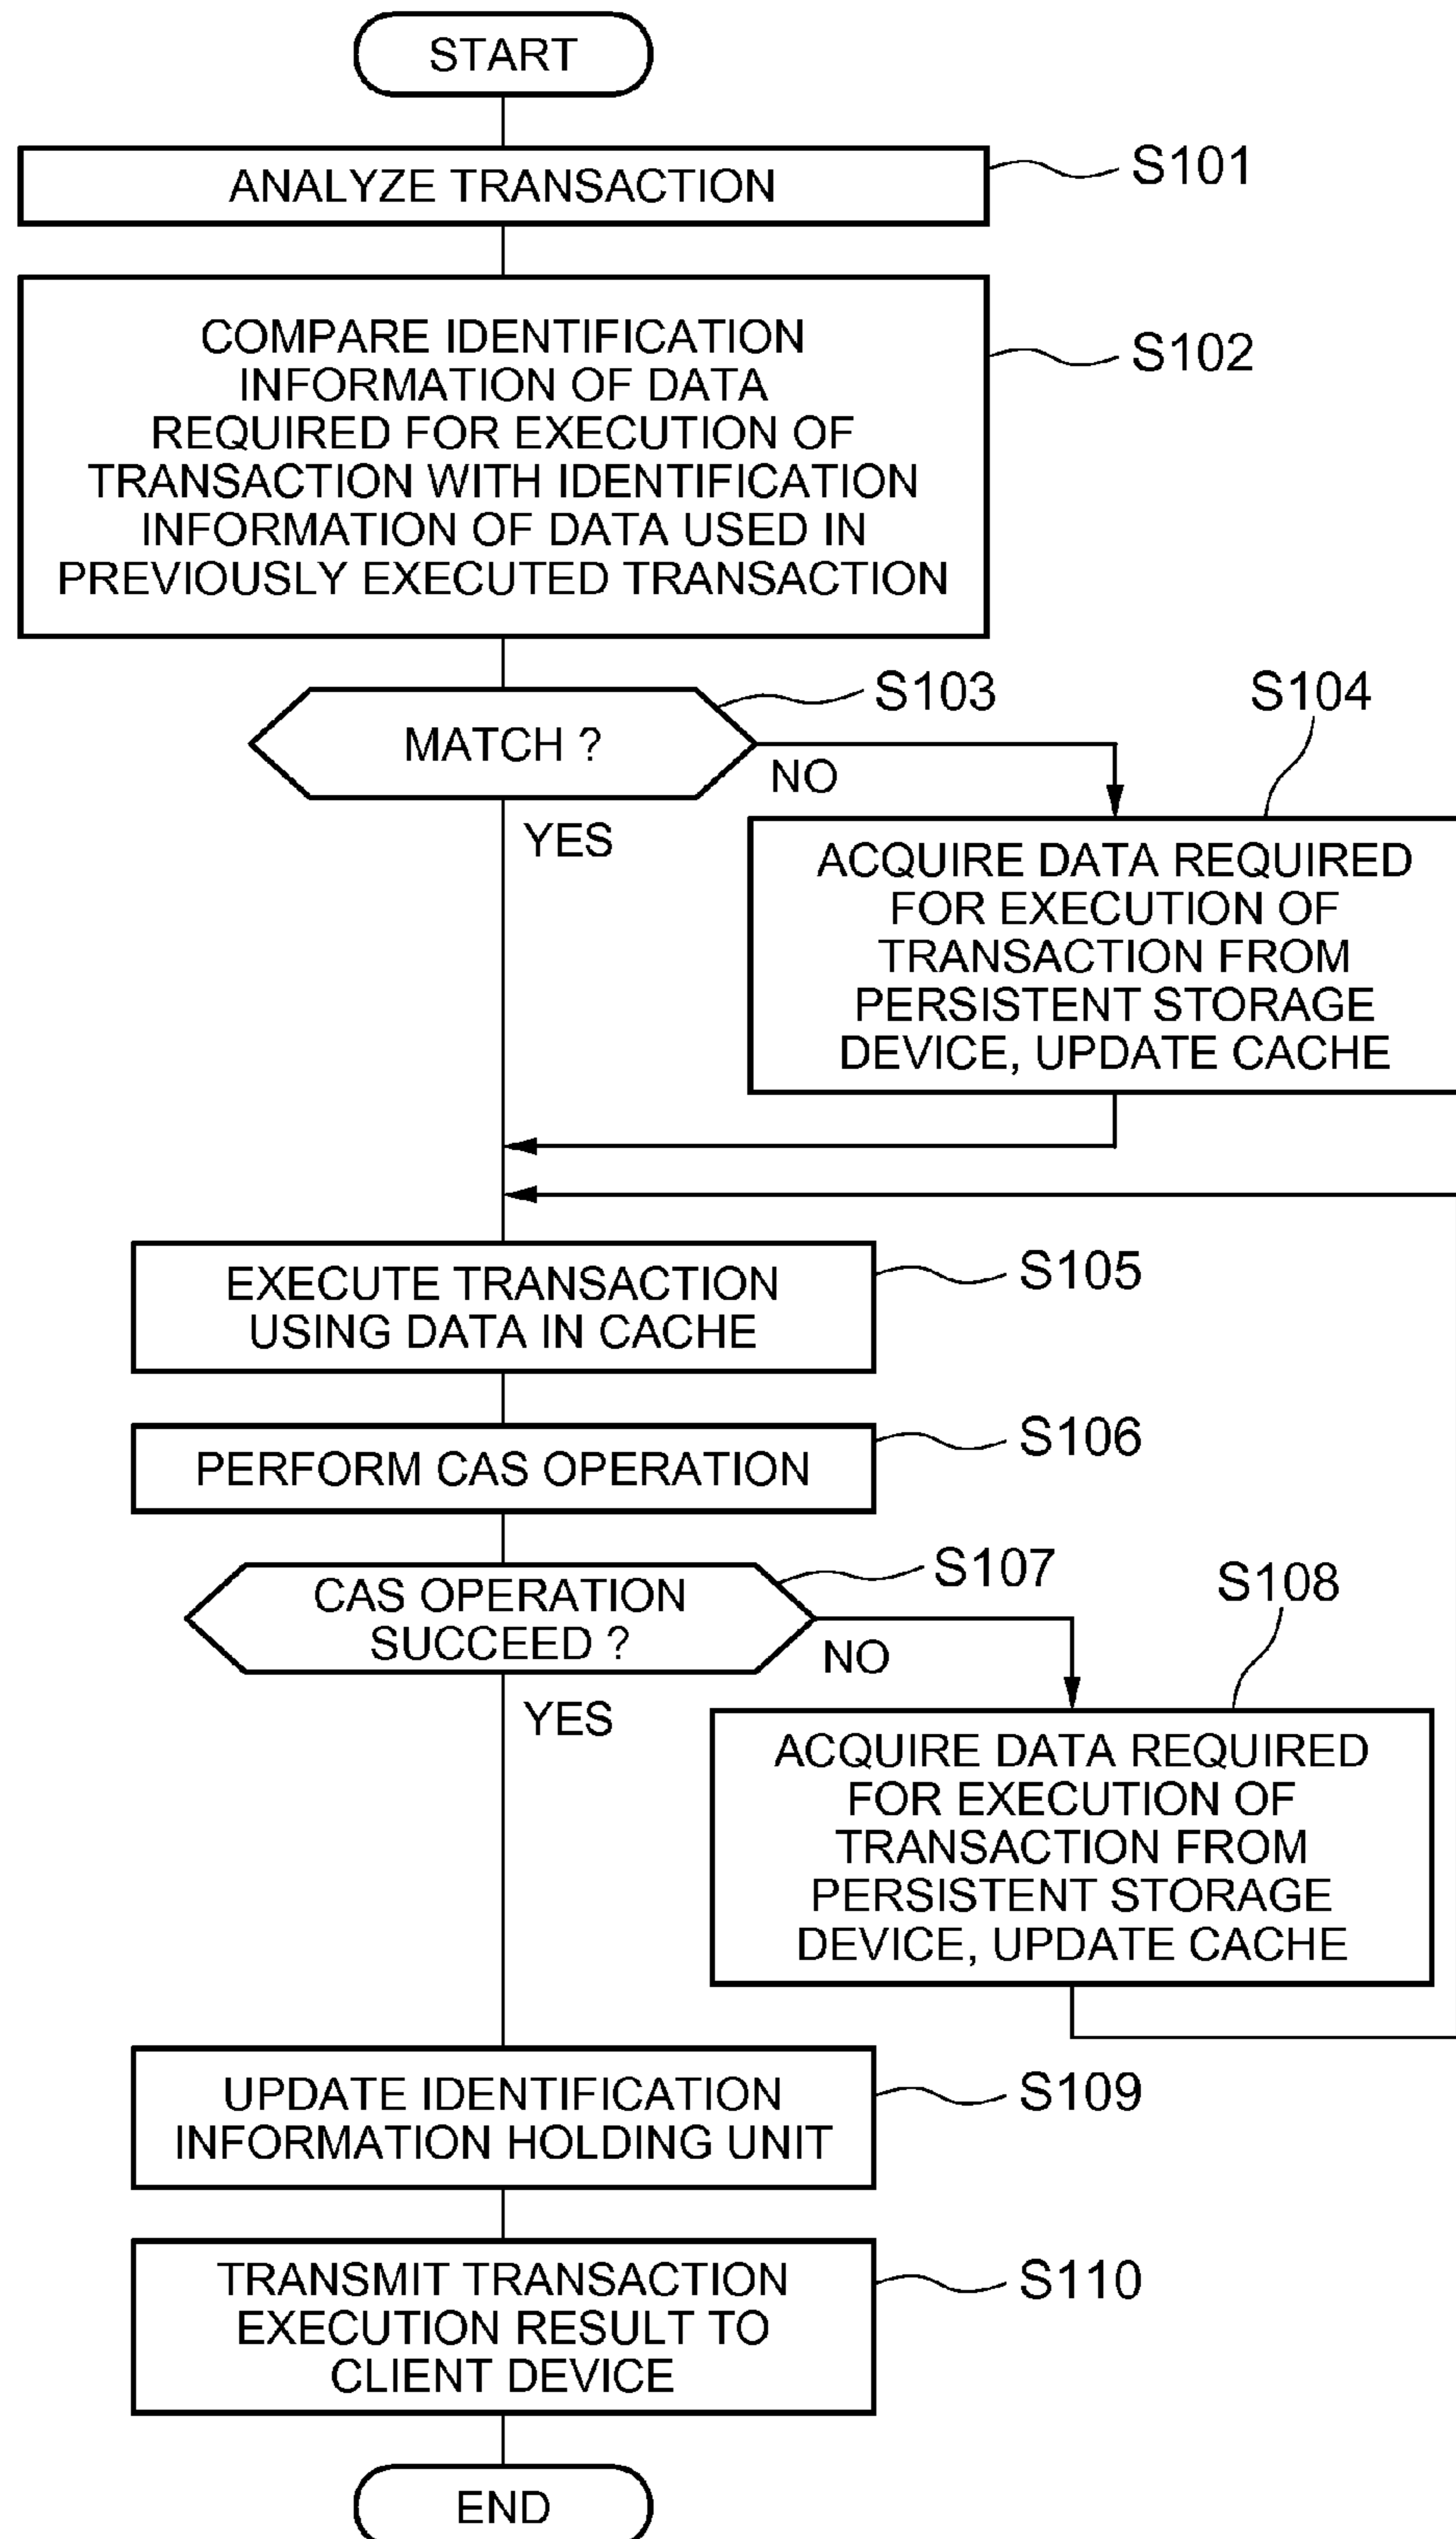 START
ANALYZE TRANSACTION
S101
COMPARE IDENTIFICATION
INFORMATION OF DATA
REQUIRED FOR EXECUTION OF
TRANSACTION WITH IDENTIFICATION
INFORMATION OF DATA USED IN
PREVIOUSLY EXECUTED TRANSACTION
S102
MATCH ?
S103
NO
YES
S104
ACQUIRE DATA REQUIRED
FOR EXECUTION OF
TRANSACTION FROM
PERSISTENT STORAGE
DEVICE, UPDATE CACHE
EXECUTE TRANSACTION
USING DATA IN CACHE
S105
PERFORM CAS OPERATION
S106
CAS OPERATION
SUCCEED ?
S107
NO
YES
S108
ACQUIRE DATA REQUIRED
FOR EXECUTION OF
TRANSACTION FROM
PERSISTENT STORAGE
DEVICE, UPDATE CACHE
UPDATE IDENTIFICATION
INFORMATION HOLDING UNIT
S109
TRANSMIT TRANSACTION
EXECUTION RESULT TO
CLIENT DEVICE
S110
END